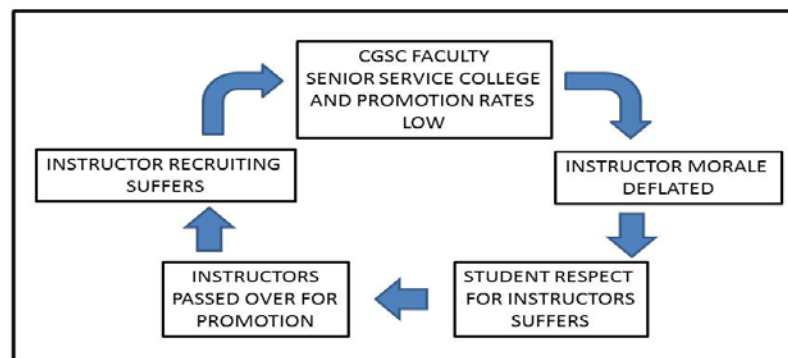 CGSC FACULTY
SENIOR SERVICE COLLEGE
AND PROMOTION RATES
LOW
INSTRUCTOR MORALE
DEFLATED
STUDENT RESPECT
FOR INSTRUCTORS
SUFFERS
INSTRUCTORS
PASSED OVER FOR
PROMOTION
INSTRUCTOR RECRUITING
SUFFERS